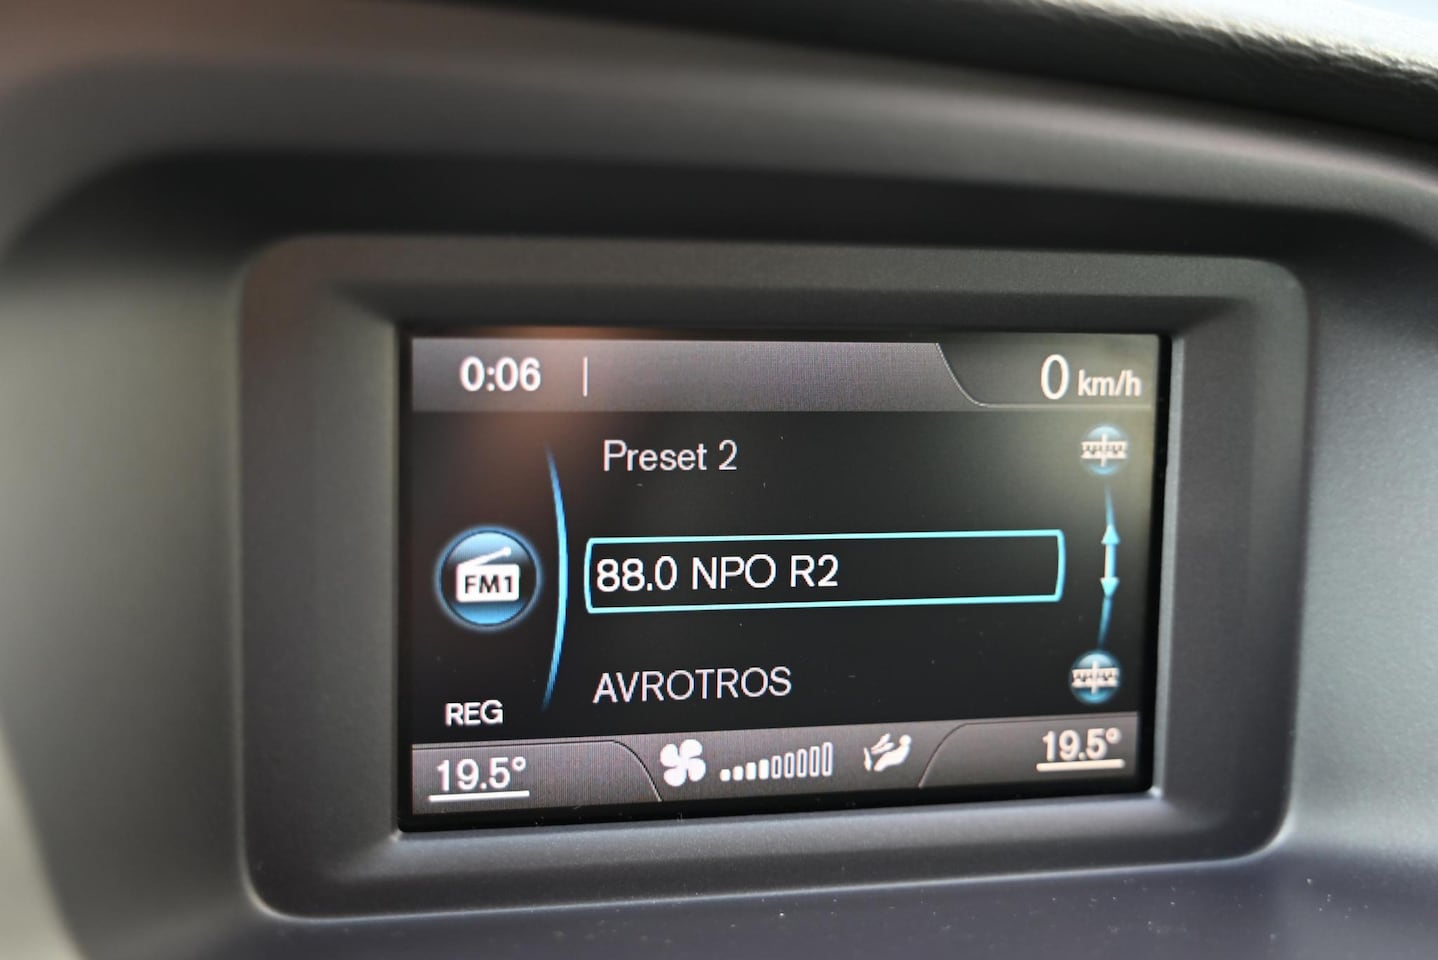 0:06
0 km/h
Preset 2
FM1
88.0 NPO R2
AVROTROS
REG
19.5°
19.5°